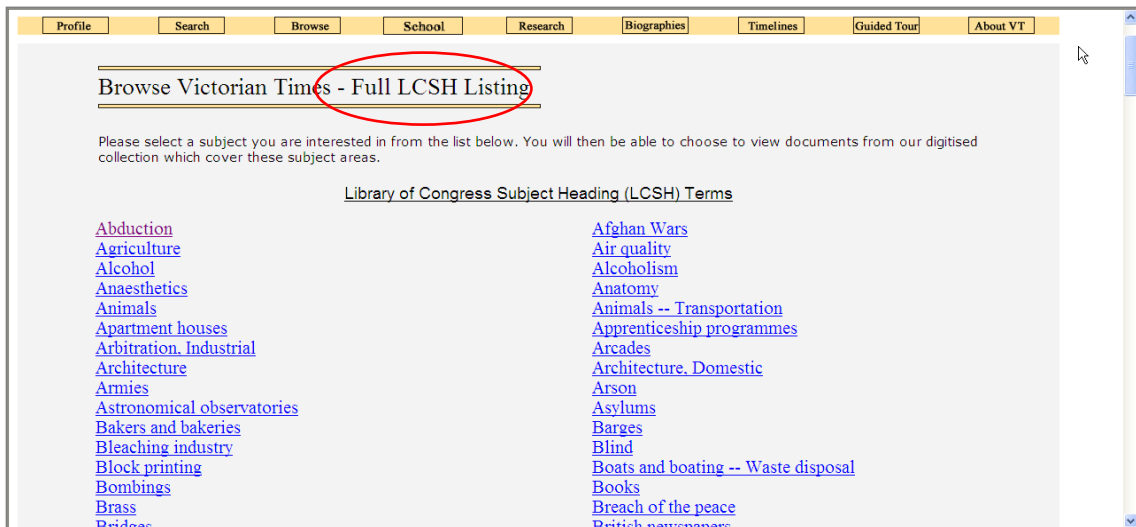 Profile Search Browse School Research Biographies Timelines Guided Tour About VT
Browse Victorian Times - Full LCSH Listing
Please select a subject you are interested in from the list below. You will then be able to choose to view documents from our digitised
collection which cover these subject areas.
Library of Congress Subject Heading (LCSH) Terms
Abduction Afghan Wars
Agriculture Air quality
Alcohol Alcoholism
Anaesthetics Anatomy
Animals Animals -- Transportation
Apartment houses Apprenticeship programmes
Arbitration, Industrial Arcades
Architecture Architecture, Domestic
Armies Arson
Astronomical observatories Asylums
Bakers and bakeries Barges
Bleaching industry Blind
Block printing Boats and boating -- Waste disposal
Bombings Books
Brass Breach of the peace
Bridges British newspapers